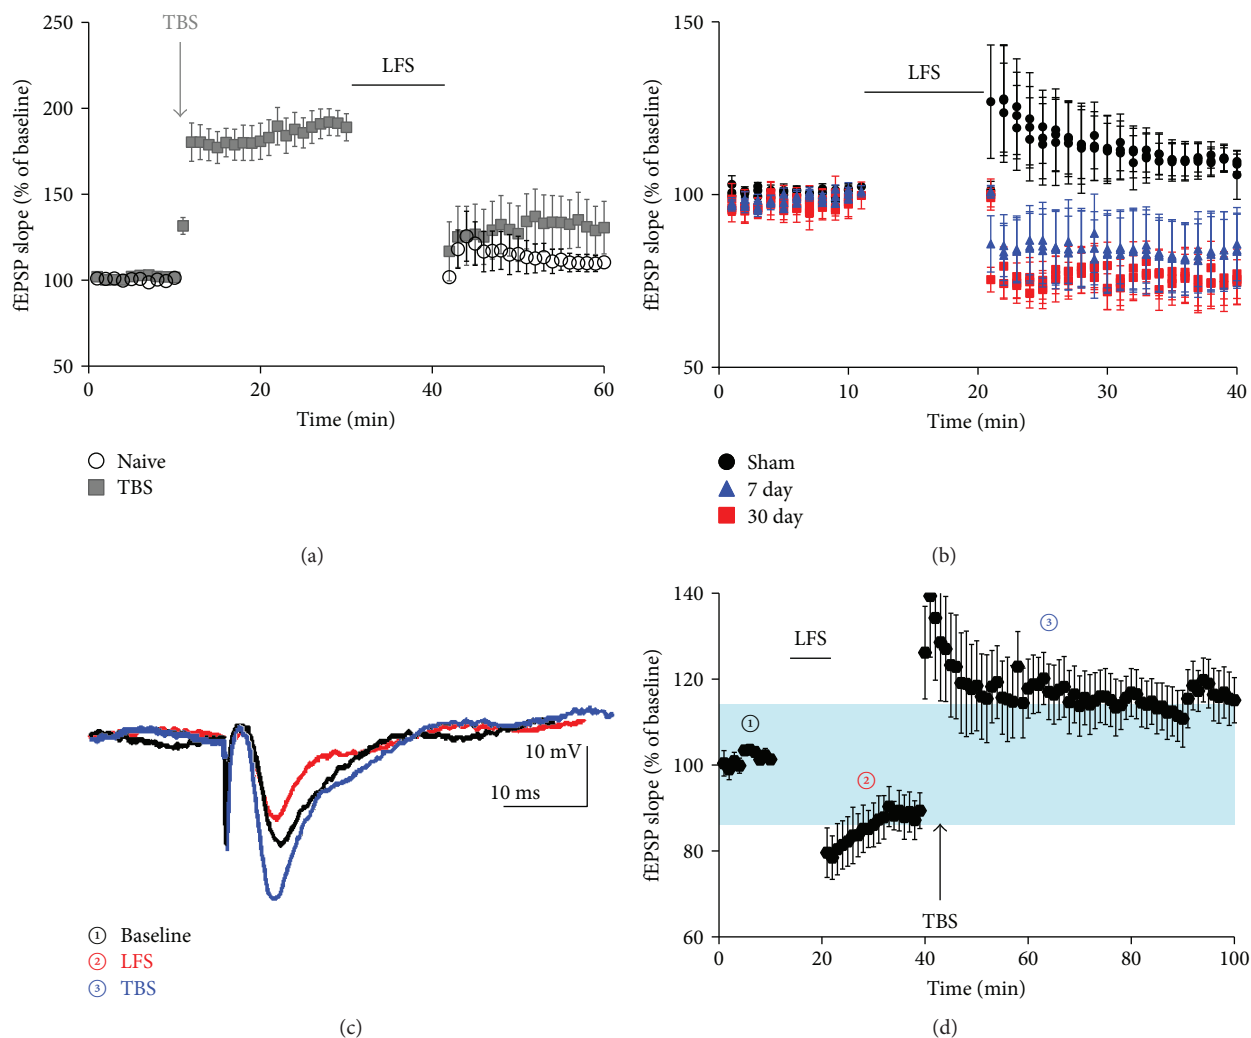 TBS
LFS
fEPSP slope (% of baseline)
250
200
150
100
50
0
20
40
60
Time (min)
Naive
TBS
(a)
LFS
fEPSP slope (% of baseline)
150
100
50
0
10
20
30
40
Time (min)
Sham
7 day
30 day
(b)
10 mV
10 ms
1 Baseline
2 LFS
3 TBS
(c)
LFS
1
2
3
TBS
fEPSP slope (% of baseline)
140
120
100
80
60
0
20
40
60
80
100
Time (min)
(d)